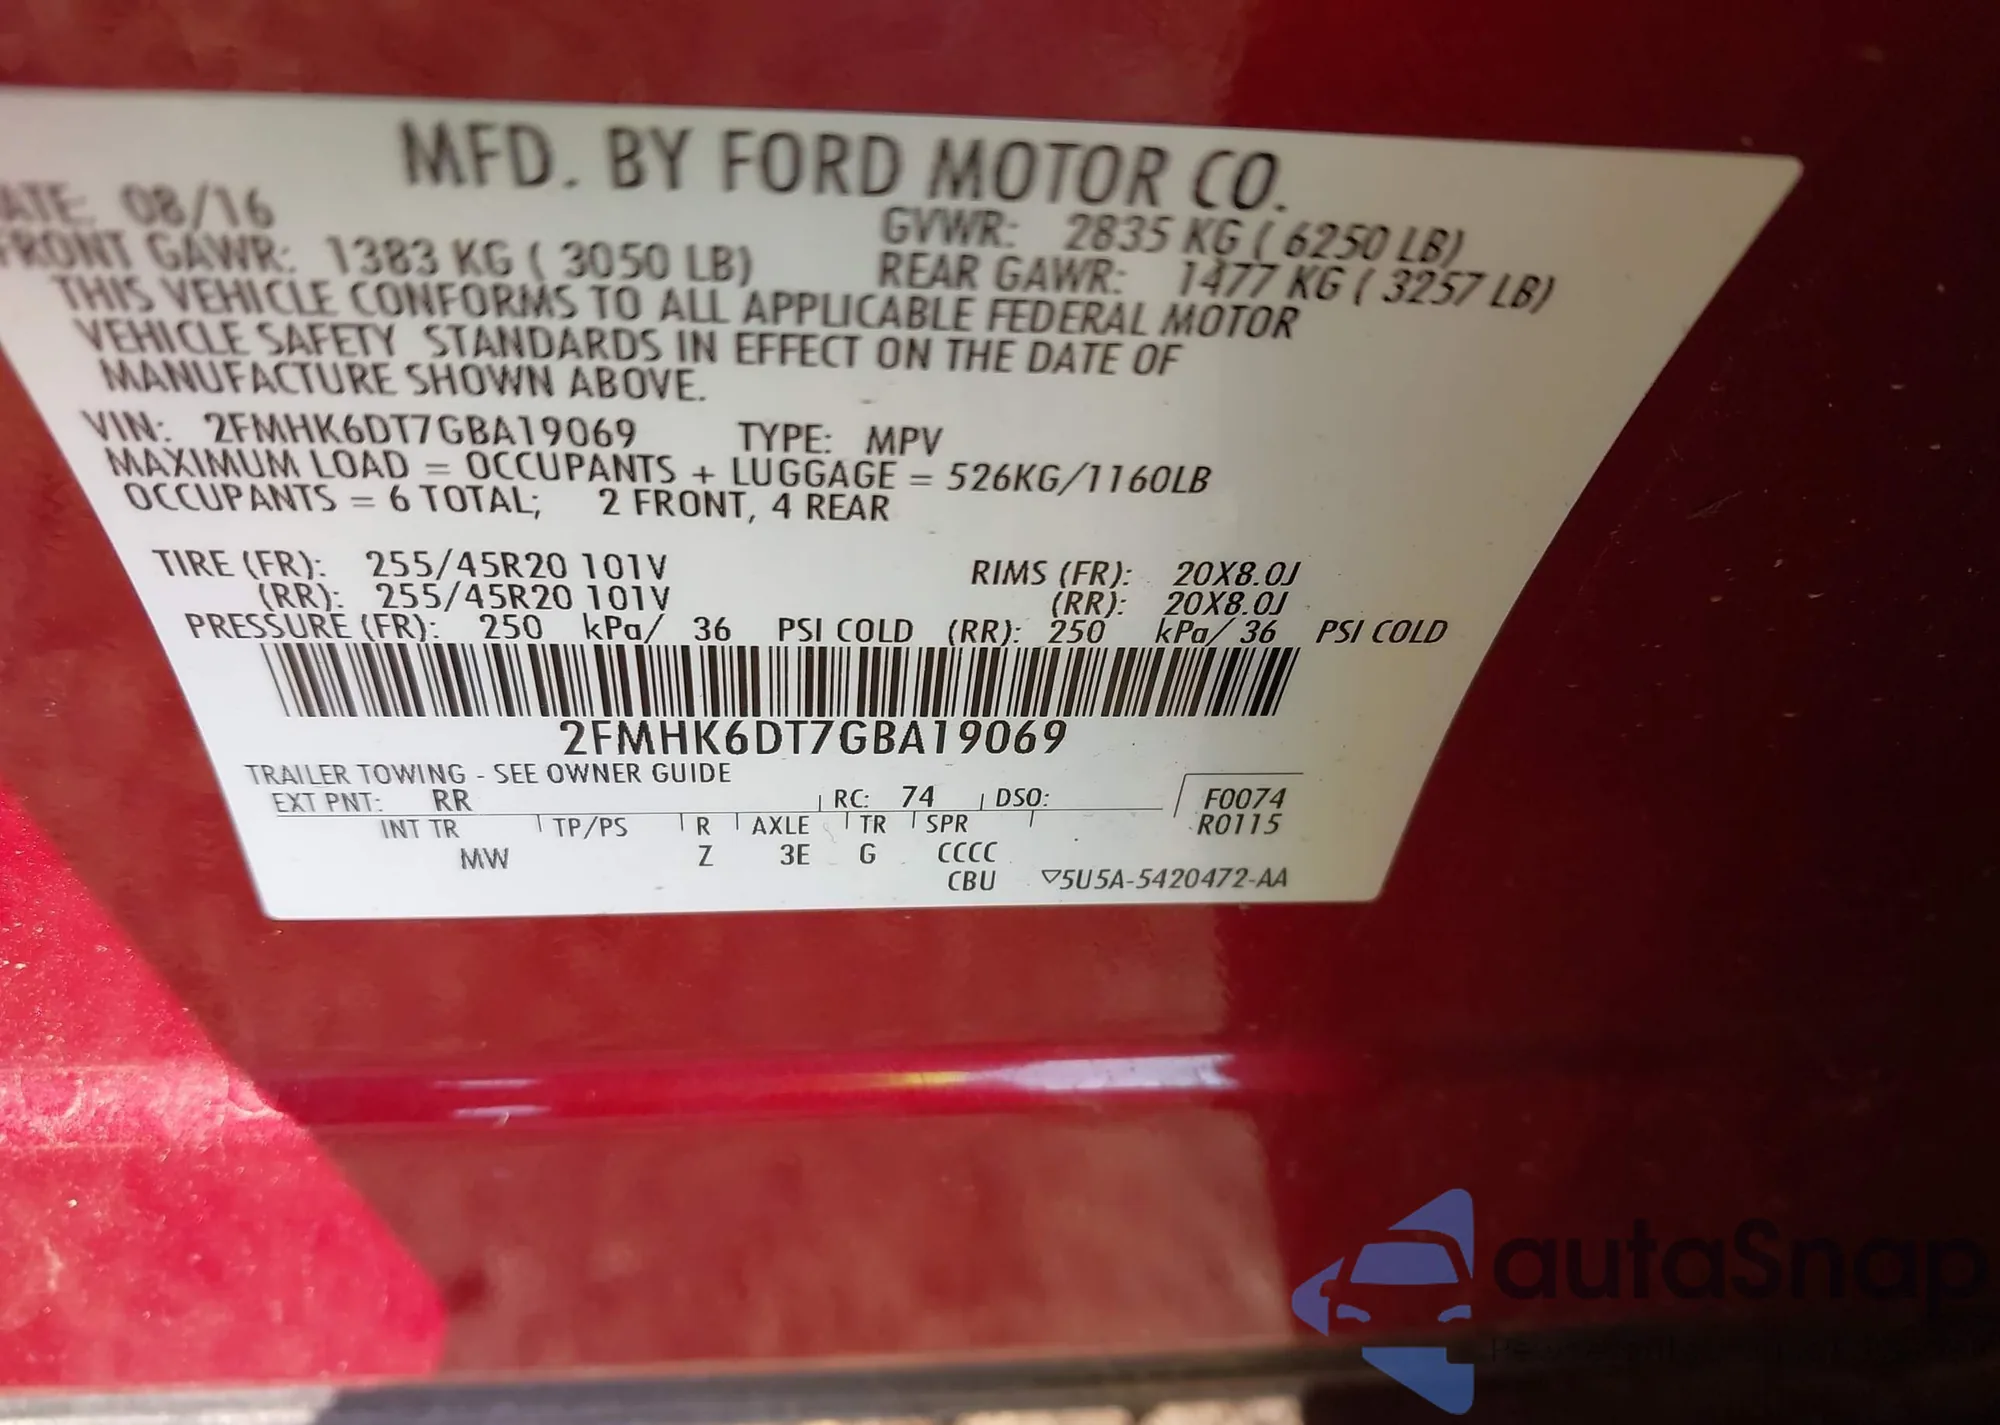 MFD. BY FORD MOTOR CO.
ATE: 08/16 GVWR: 2835 KG ( 6250 LB)
FRONT GAWR: 1383 KG ( 3050 LB) REAR GAWR: 1477 KG ( 3257 LB)
THIS VEHICLE CONFORMS TO ALL APPLICABLE FEDERAL MOTOR
VEHICLE SAFETY STANDARDS IN EFFECT ON THE DATE OF
MANUFACTURE SHOWN ABOVE.
VIN: 2FMHK6DT7GBA19069 TYPE: MPV
MAXIMUM LOAD = OCCUPANTS + LUGGAGE = 526KG/1160LB
OCCUPANTS = 6 TOTAL; 2 FRONT, 4 REAR
TIRE (FR): 255/45R20 101V RIMS (FR): 20X8.0J
(RR): 255/45R20 101V (RR): 20X8.0J
PRESSURE (FR): 250 kPa/ 36 PSI COLD (RR): 250 kPa/ 36 PSI COLD
2FMHK6DT7GBA19069
TRAILER TOWING - SEE OWNER GUIDE
EXT PNT: RR RC: 74 DSO: F0074
INT TR TP/PS R AXLE TR SPR R0115
MW Z 3E G CCCC
CBU ▽5U5A-5420472-AA
autaSnap